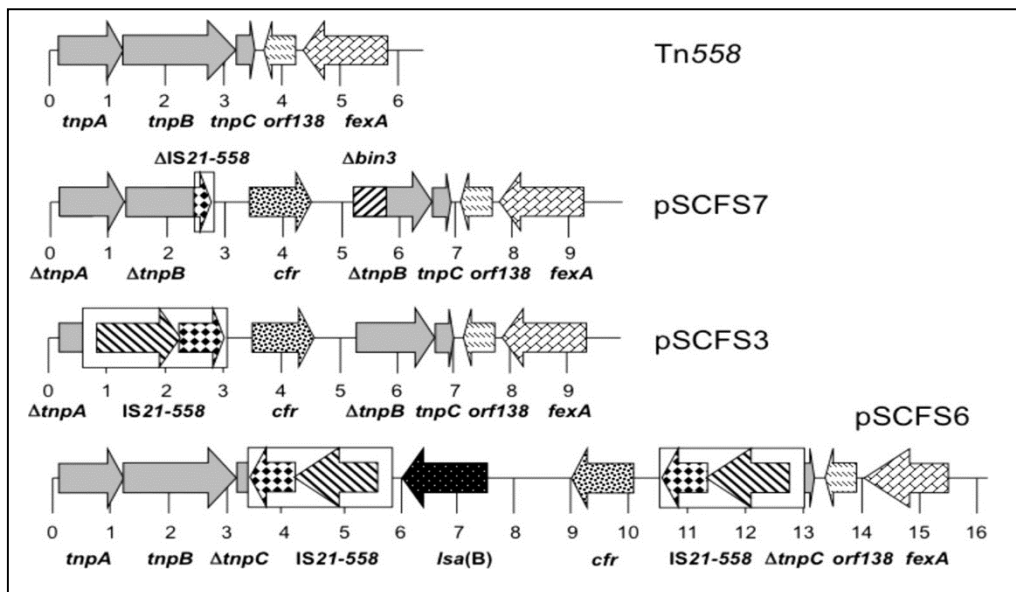 Tn558
0 1 2 3 4 5 6
tnpA tnpB tnpC orf138 fexA
ΔIS21-558 Δbin3
pSCFS7
0 1 2 3 4 5 6 7 8 9
ΔtnpA ΔtnpB cfr ΔtnpB tnpC orf138 fexA
pSCFS3
0 1 2 3 4 5 6 7 8 9
ΔtnpA IS21-558 cfr ΔtnpB tnpC orf138 fexA
pSCFS6
0 1 2 3 4 5 6 7 8 9 10 11 12 13 14 15 16
tnpA tnpB ΔtnpC IS21-558 lsa(B) cfr IS21-558 ΔtnpC orf138 fexA